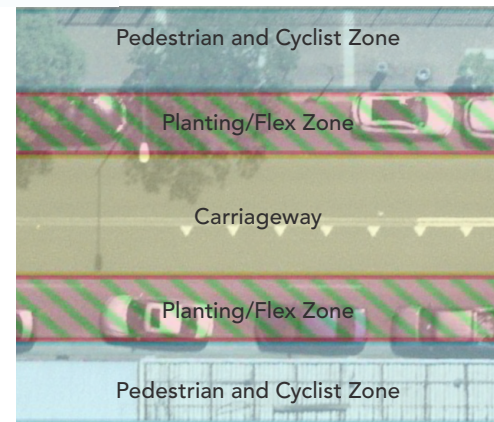 Pedestrian and Cyclist Zone
Planting/Flex Zone
Carriageway
Planting/Flex Zone
Pedestrian and Cyclist Zone